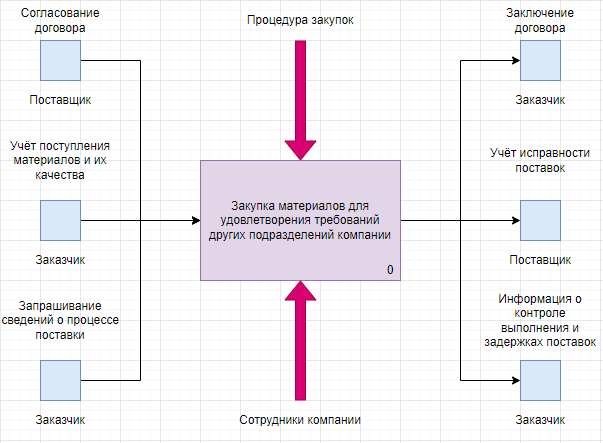 Согласование
договора
Поставщик
Учёт поступления
материалов и их
качества
Заказчик
Запрашивание
сведений о процессе
поставки
Заказчик
Процедура закупок
Закупка материалов для
удовлетворения требований
других подразделений компании
0
Сотрудники компании
Заключение
договора
Заказчик
Учёт исправности
поставок
Поставщик
Информация о
контроле
выполнения и
задержках поставок
Заказчик